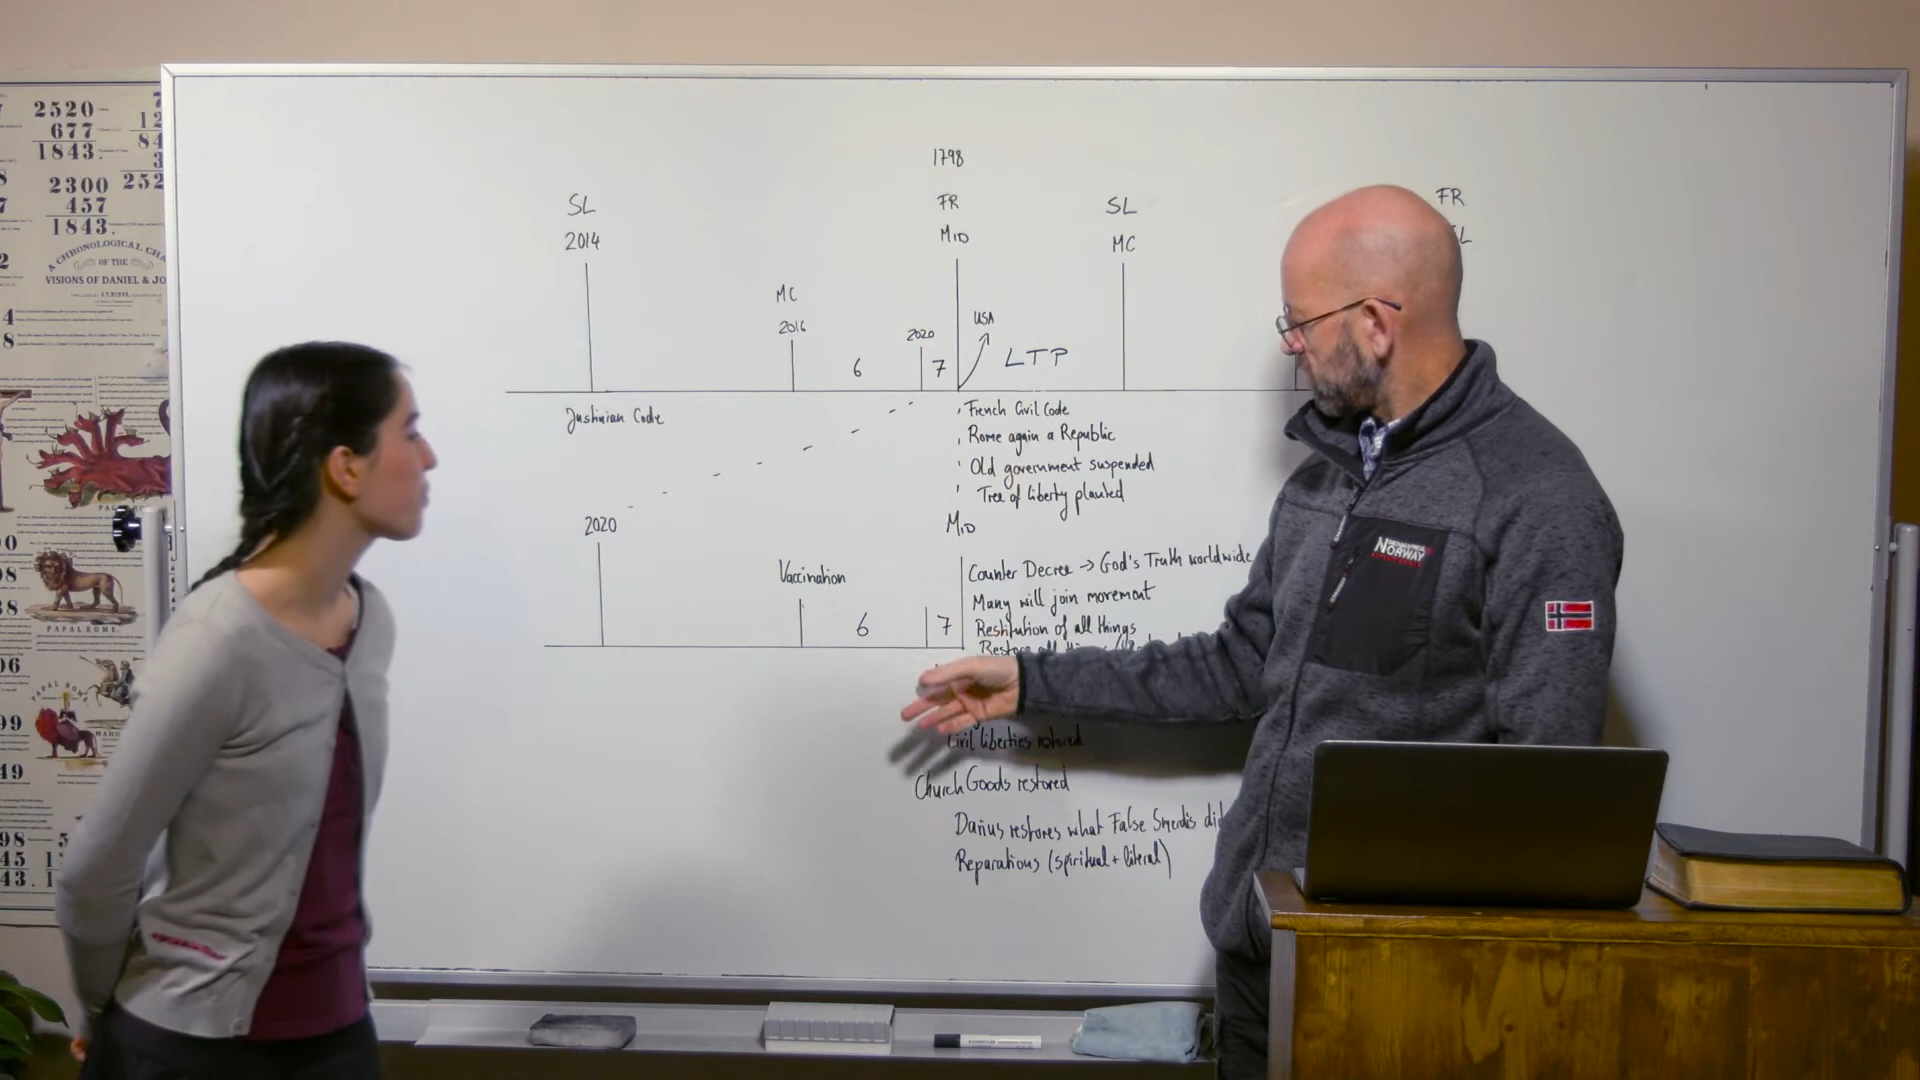 2520
677
1843.
2300
457
1843.
252
A CHRONOLOGICAL CHA
OF THE
VISIONS OF DANIEL & JO
PAPAL ROME.
PAPAL ROME
1798
SL
FR
SL
FR
2014
MID
MC
MC
USA
2016
2020
6
7
LTP
Justinian Code
French Civil Code
Rome again a Republic
Old government suspended
Tree of liberty planted
2020
MID
Vaccination
Counter Decree → God's Truth worldwide
Many will join movement
6
7
Restitution of all things
Civil liberties restored
Church Goods restored
Darius restores what False Smerdis did
Reparations (spiritual + literal)
NORWAY